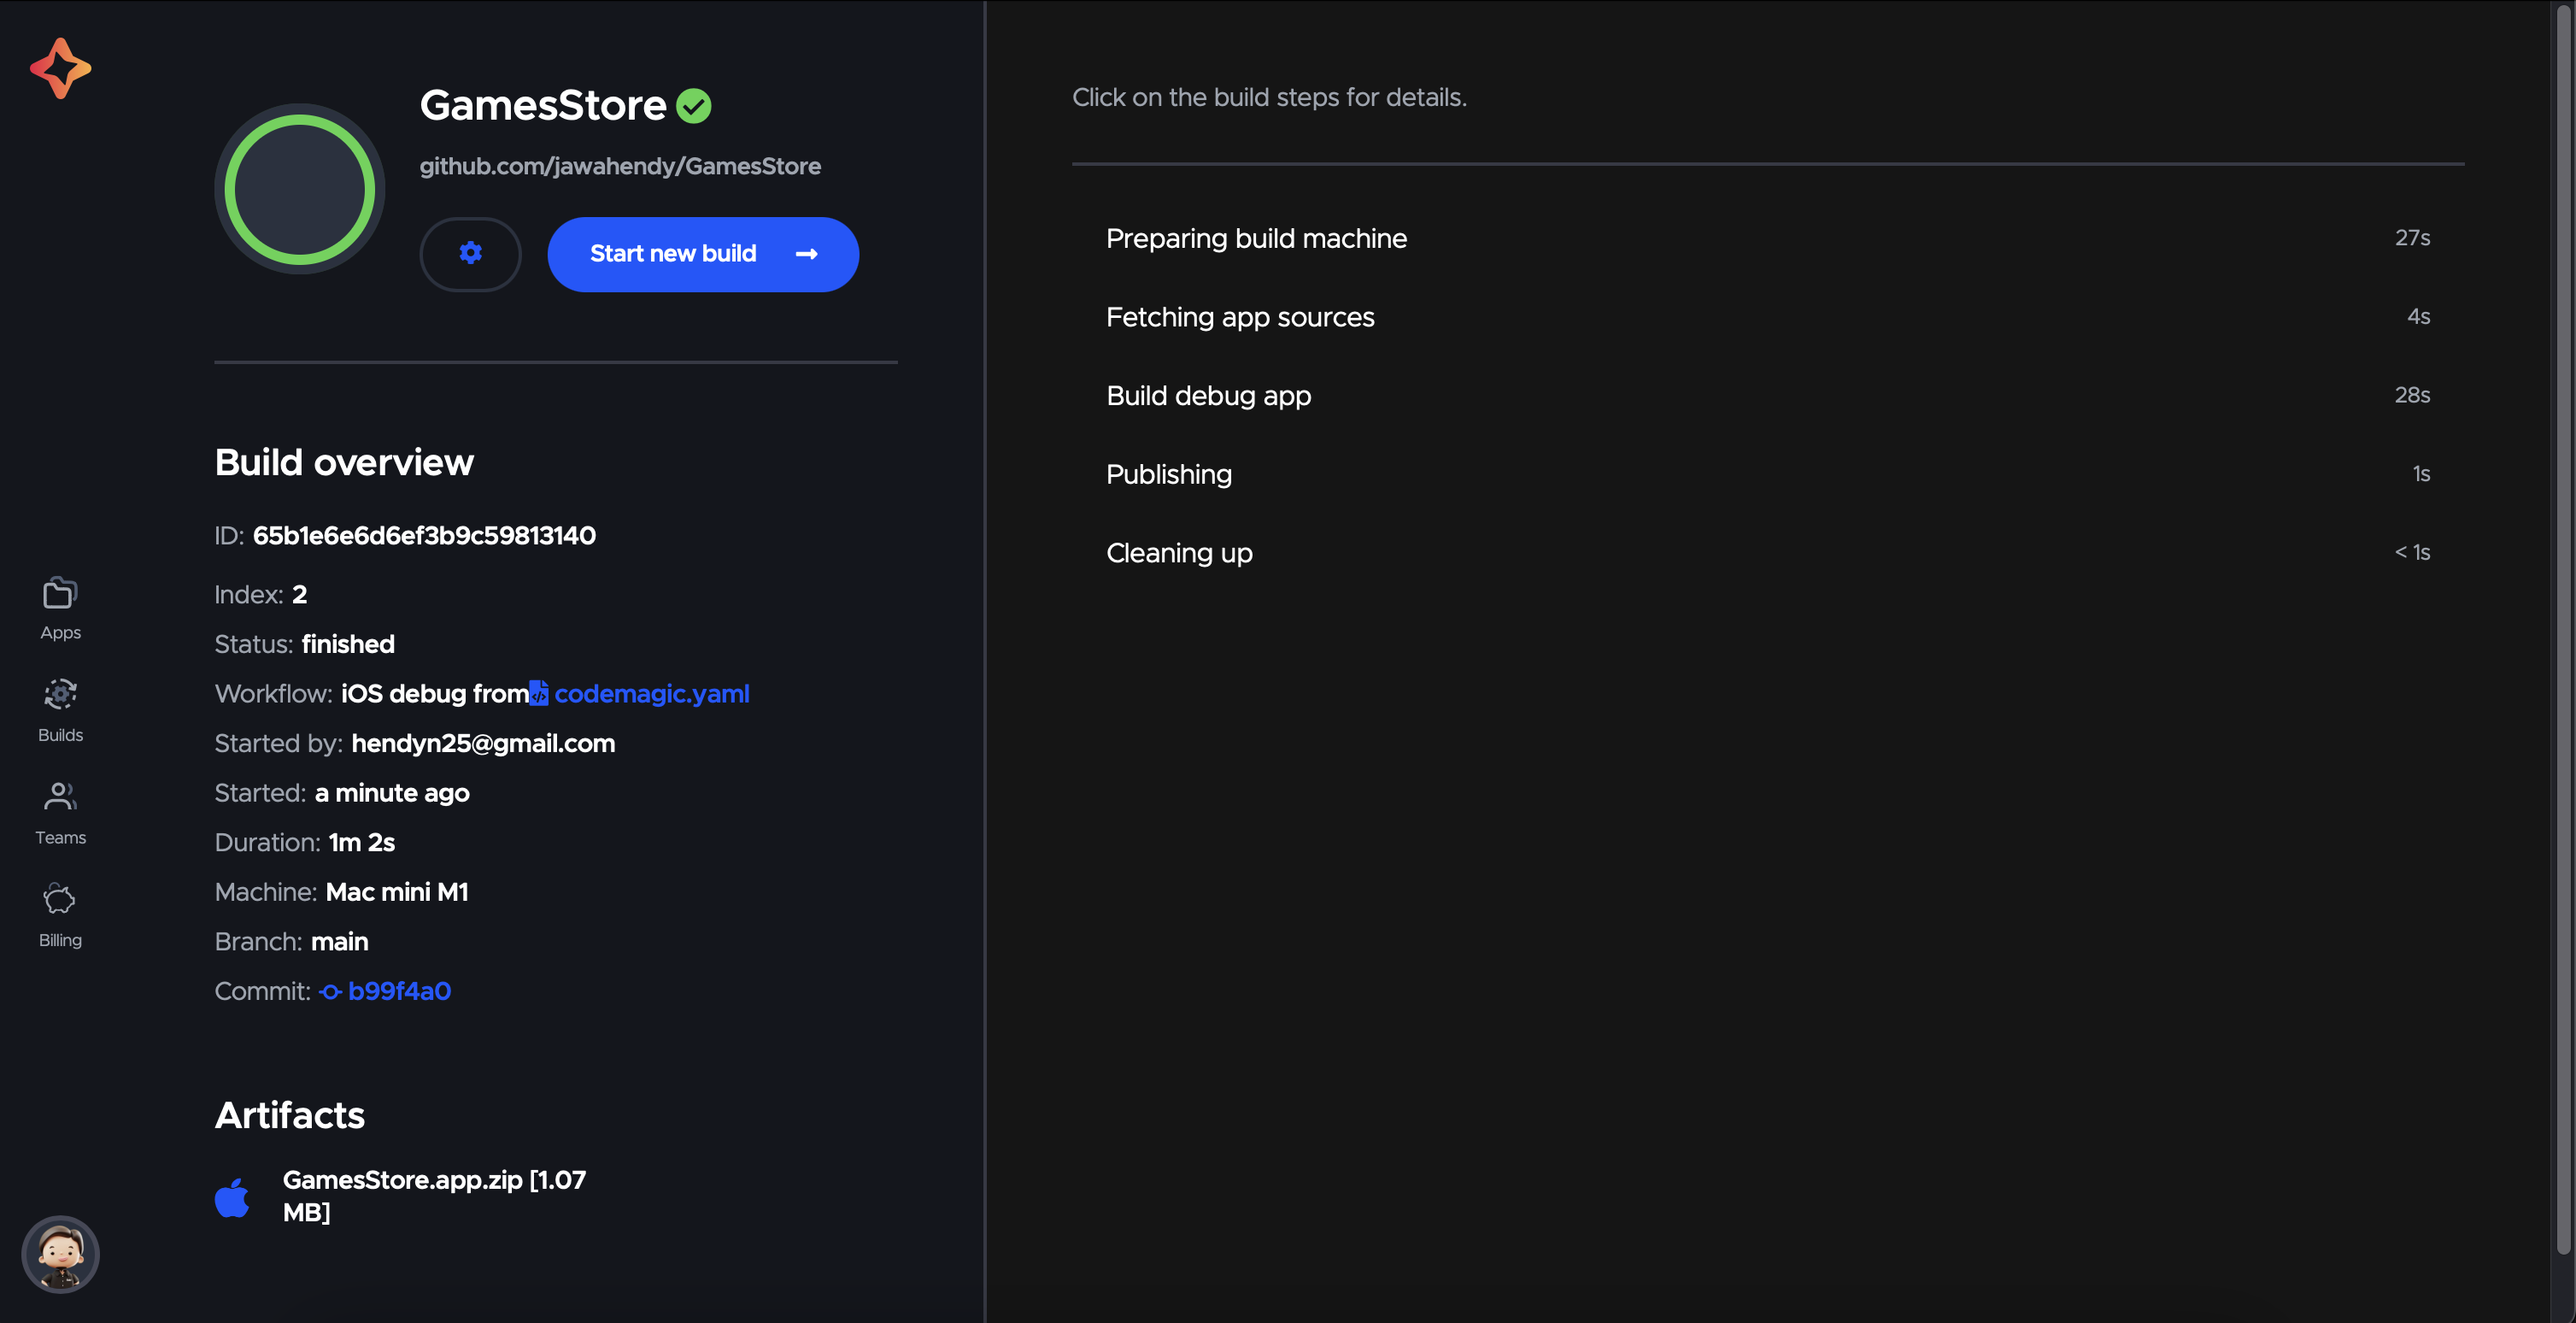 GamesStore
github.com/jawahendy/GamesStore
Start new build
Build overview
ID: 65b1e6e6d6ef3b9c59813140
Index: 2
Status: finished
Workflow: iOS debug from codemagic.yaml
Started by: hendyn25@gmail.com
Started: a minute ago
Duration: 1m 2s
Machine: Mac mini M1
Branch: main
Commit: b99f4a0
Artifacts
GamesStore.app.zip [1.07
MB]
Apps
Builds
Teams
Billing
Click on the build steps for details.
Preparing build machine 27s
Fetching app sources 4s
Build debug app 28s
Publishing 1s
Cleaning up < 1s